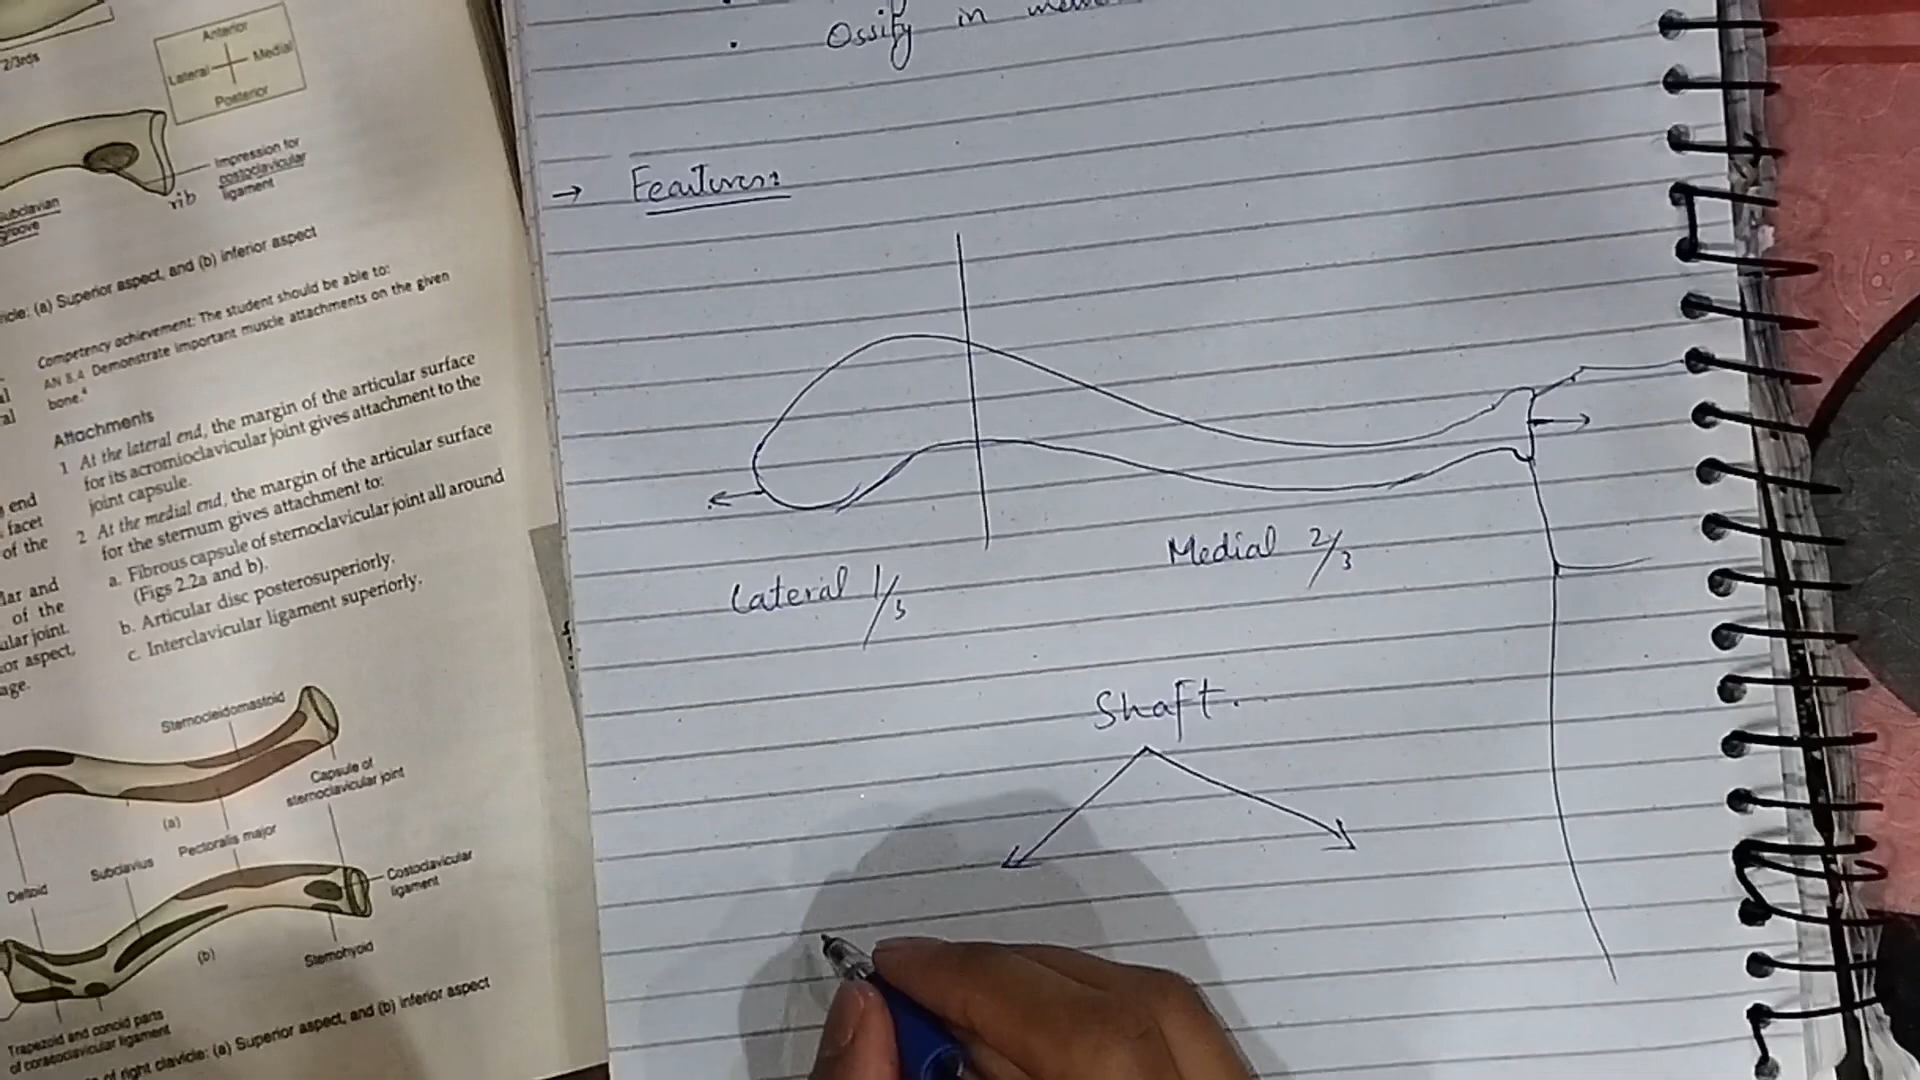 2/3rds
Anterior
Lateral
Medial
Posterior
Impression for
costoclavicular
ligament
rib
groove
(a) Superior aspect, and (b) inferior aspect
Competency achievement: The student should be able to:
AN 8.4 Demonstrate important muscle attachments on the given
bone.4
Attachments
1 At the lateral end, the margin of the articular surface
for its acromioclavicular joint gives attachment to the
joint capsule.
2 At the medial end, the margin of the articular surface
for the sternum gives attachment to:
a. Fibrous capsule of sternoclavicular joint all around
(Figs 2.2a and b).
b. Articular disc posterosuperiorly.
c. Interclavicular ligament superiorly.
end
facet
of the
and
of the
joint.
aspect,
Sternocleidomastoid
Capsule of
sternoclavicular joint
(a)
Pectoralis major
Subclavius
Deltoid
Costoclavicular
ligament
(b)
Sternohyoid
Trapezoid and conoid parts
of coracoclavicular ligament
of right clavicle: (a) Superior aspect, and (b) inferior aspect
• Ossify in
→ Features:
Lateral 1/3
Medial 2/3
Shaft.